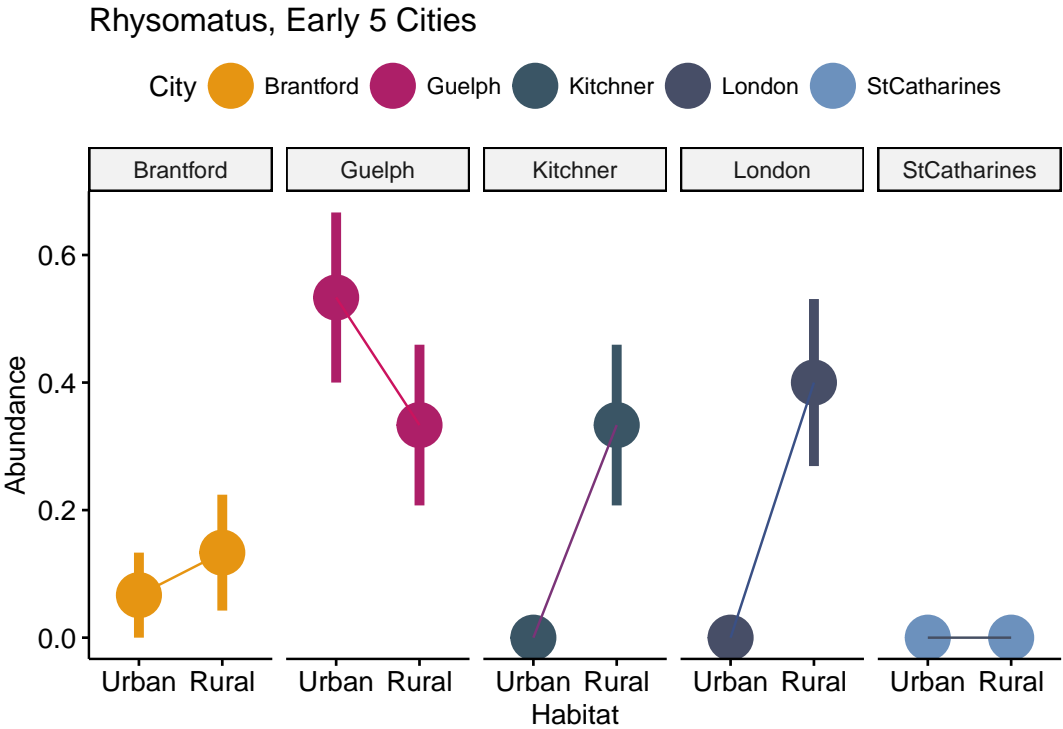 Rhysomatus, Early 5 Cities
City Brantford Guelph Kitchner London StCatharines
Brantford Guelph Kitchner London StCatharines
Abundance
0.6
0.4
0.2
0.0
Urban Rural Urban Rural Urban Rural Urban Rural Urban Rural
Habitat